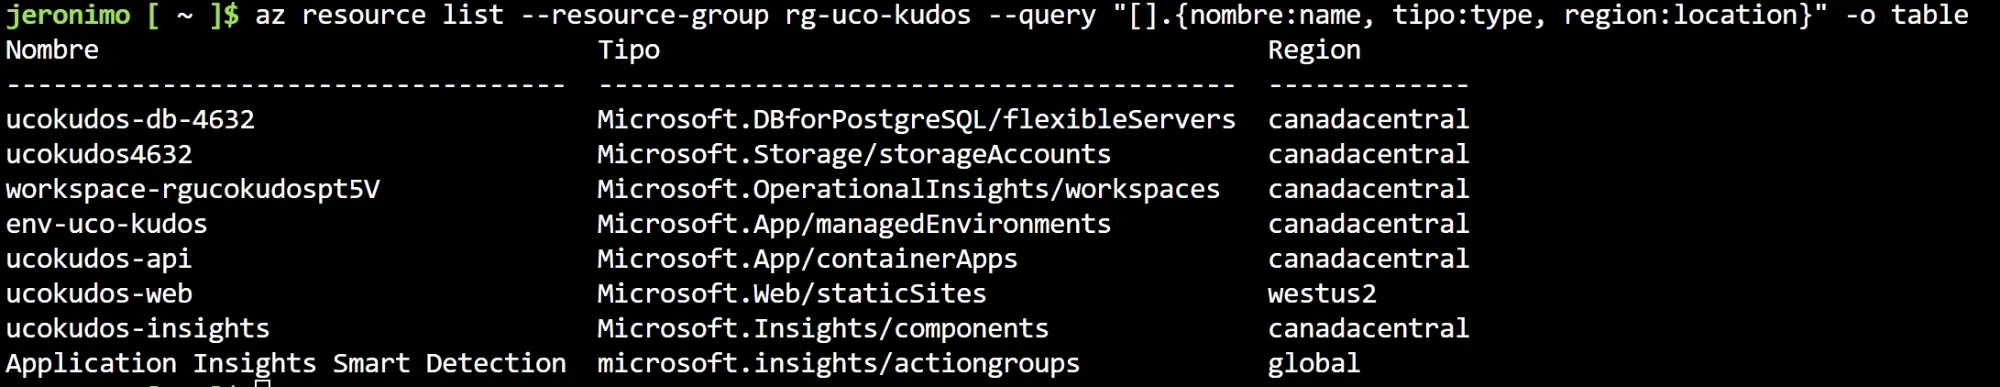 jeronimo [ ~ ]$ az resource list --resource-group rg-uco-kudos --query "[].{nombre:name, tipo:type, region:location}" -o table
Nombre Tipo Region
------------------------------------ ----------------------------------------- -------------
ucokudos-db-4632 Microsoft.DBforPostgreSQL/flexibleServers canadacentral
ucokudos4632 Microsoft.Storage/storageAccounts canadacentral
workspace-rgucokudospt5V Microsoft.OperationalInsights/workspaces canadacentral
env-uco-kudos Microsoft.App/managedEnvironments canadacentral
ucokudos-api Microsoft.App/containerApps canadacentral
ucokudos-web Microsoft.Web/staticSites westus2
ucokudos-insights Microsoft.Insights/components canadacentral
Application Insights Smart Detection microsoft.insights/actiongroups global